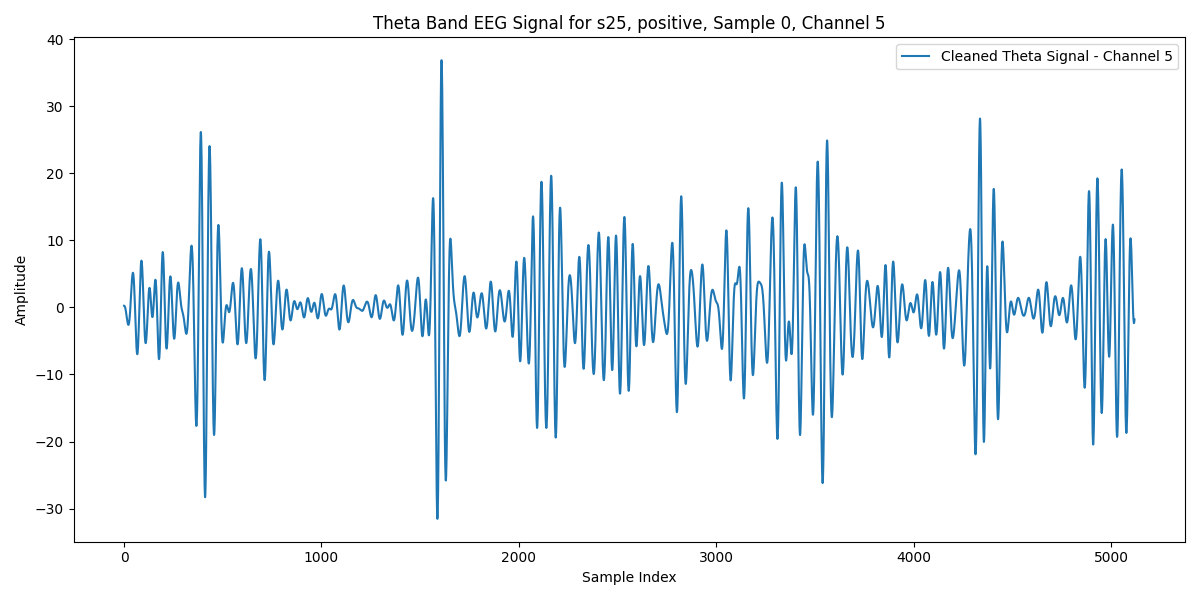 Theta Band EEG Signal for s25, positive, Sample 0, Channel 5
Cleaned Theta Signal - Channel 5
Amplitude
40
30
20
10
0
−10
−20
−30
0 1000 2000 3000 4000 5000
Sample Index